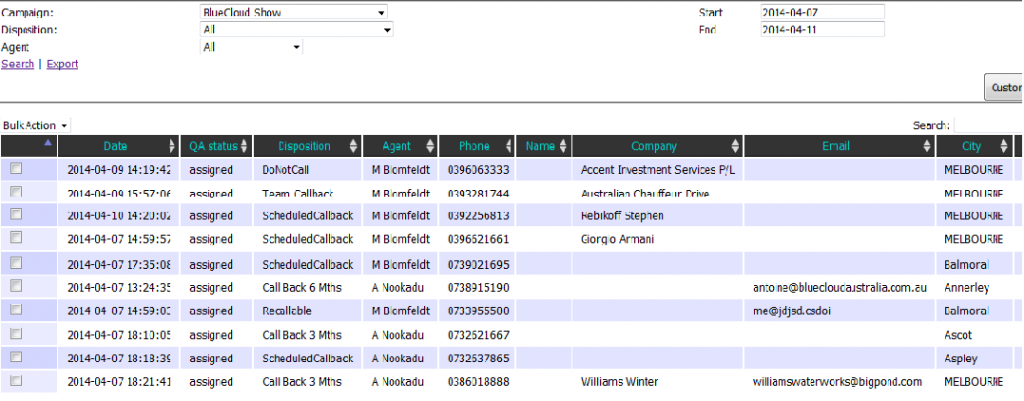 Campaign: BlueCloud Show Start 2014-04-07
Disposition: All End 2014-04-11
Agent All
Search | Export
Custom
BulkAction Search:
Date QA status Disposition Agent Phone Name Company Email City
2014-04-09 14:19:42 assigned DoNotCall M Blomfeldt 0396063333 Accent Investment Services P/L MELBOURNE
2014-04-09 15:57:06 assigned Team Callback M Blomfeldt 0393281744 Australian Chauffeur Drive MELBOURNE
2014-04-10 14:20:02 assigned ScheduledCallback M Blomfeldt 0392256813 Rebikoff Stephen MELBOURNE
2014-04-07 14:59:57 assigned ScheduledCallback M Blomfeldt 0396621661 Giorgio Armani MELBOURNE
2014-04-07 17:35:08 assigned ScheduledCallback M Blomfeldt 0739021695 Balmoral
2014-04-07 13:24:35 assigned Call Back 6 Mths A Nookadu 0738915190 antoine@bluecloudaustralia.com.au Annerley
2014-04-07 14:59:03 assigned Recallable M Blomfeldt 0733955500 me@jdjsd.csdoi Balmoral
2014-04-07 18:10:05 assigned Call Back 3 Mths A Nookadu 0732621667 Ascot
2014-04-07 18:18:39 assigned ScheduledCallback A Nookadu 0732637865 Aspley
2014-04-07 18:21:41 assigned Call Back 3 Mths A Nookadu 0386018888 Williams Winter williamswaterworks@bigpond.com MELBOURNE